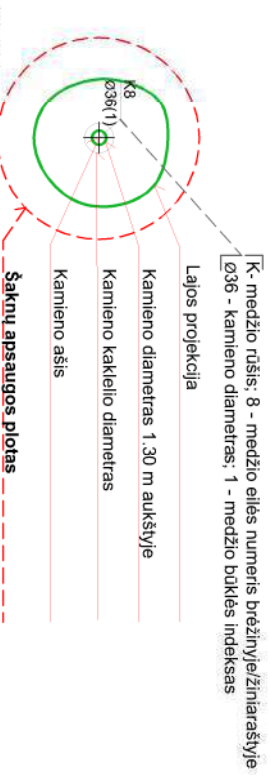 K- medžio rūšis; 8 - medžio eilės numeris brėžinyje/žiniaraštyje
ø36 - kamieno diametras; 1 - medžio būklės indeksas
K8
ø36(1)
Lajos projekcija
Kamieno diametras 1.30 m aukštyje
Kamieno kaklelio diametras
Kamieno ašis
Šaknų apsaugos plotas